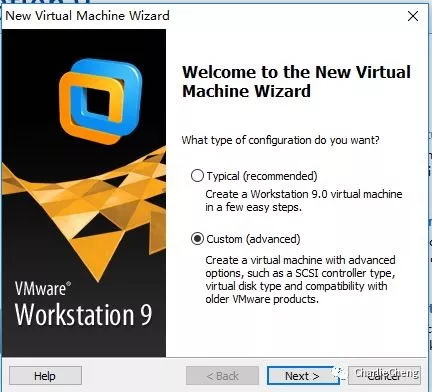 New Virtual Machine Wizard
Welcome to the New Virtual
Machine Wizard
What type of configuration do you want?
Typical (recommended)
Create a Workstation 9.0 virtual machine
in a few easy steps.
Custom (advanced)
Create a virtual machine with advanced
options, such as a SCSI controller type,
virtual disk type and compatibility with
older VMware products.
VMware®
Workstation 9
Help
< Back
Next >
Cancel
CharlieCheng